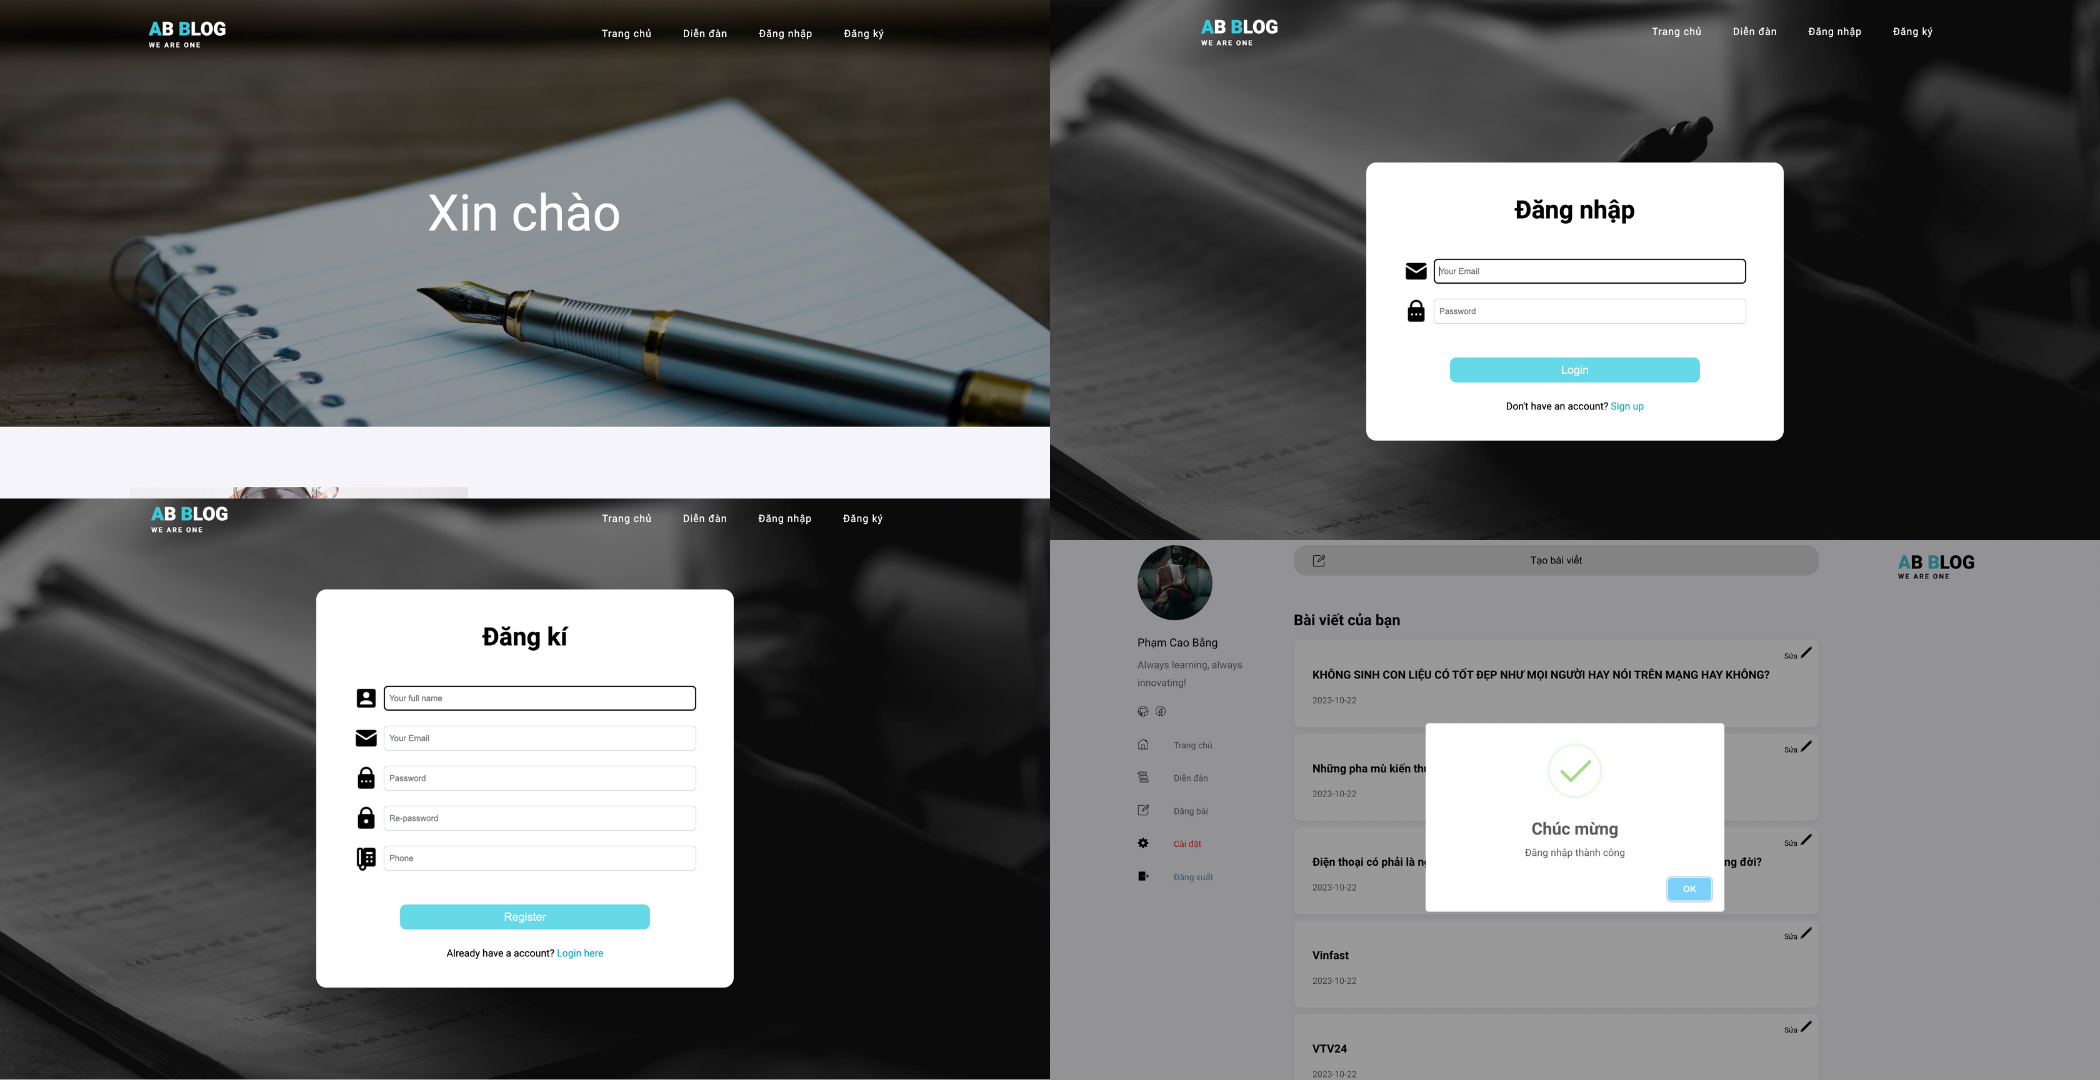 AB BLOG
WE ARE ONE
Trang chủ
Diễn đàn
Đăng nhập
Đăng ký
Xin chào
AB BLOG
WE ARE ONE
Trang chủ
Diễn đàn
Đăng nhập
Đăng ký
Đăng nhập
Your Email
Password
Login
Don't have an account? Sign up
AB BLOG
WE ARE ONE
Trang chủ
Diễn đàn
Đăng nhập
Đăng ký
Đăng kí
Your full name
Your Email
Password
Re-password
Phone
Register
Already have a account? Login here
Phạm Cao Bằng
Always learning, always
innovating!
Trang chủ
Diễn đàn
Đăng bài
Cài đặt
Đăng xuất
Tạo bài viết
AB BLOG
WE ARE ONE
Bài viết của bạn
Sửa
KHÔNG SINH CON LIỆU CÓ TỐT ĐẸP NHƯ MỌI NGƯỜI HAY NÓI TRÊN MẠNG HAY KHÔNG?
2023-10-22
Sửa
Những pha mù kiến
2023-10-22
Sửa
Điện thoại có phải là
ng đời?
2023-10-22
Sửa
Vinfast
2023-10-22
Sửa
VTV24
2023-10-22
Chúc mừng
Đăng nhập thành công
OK